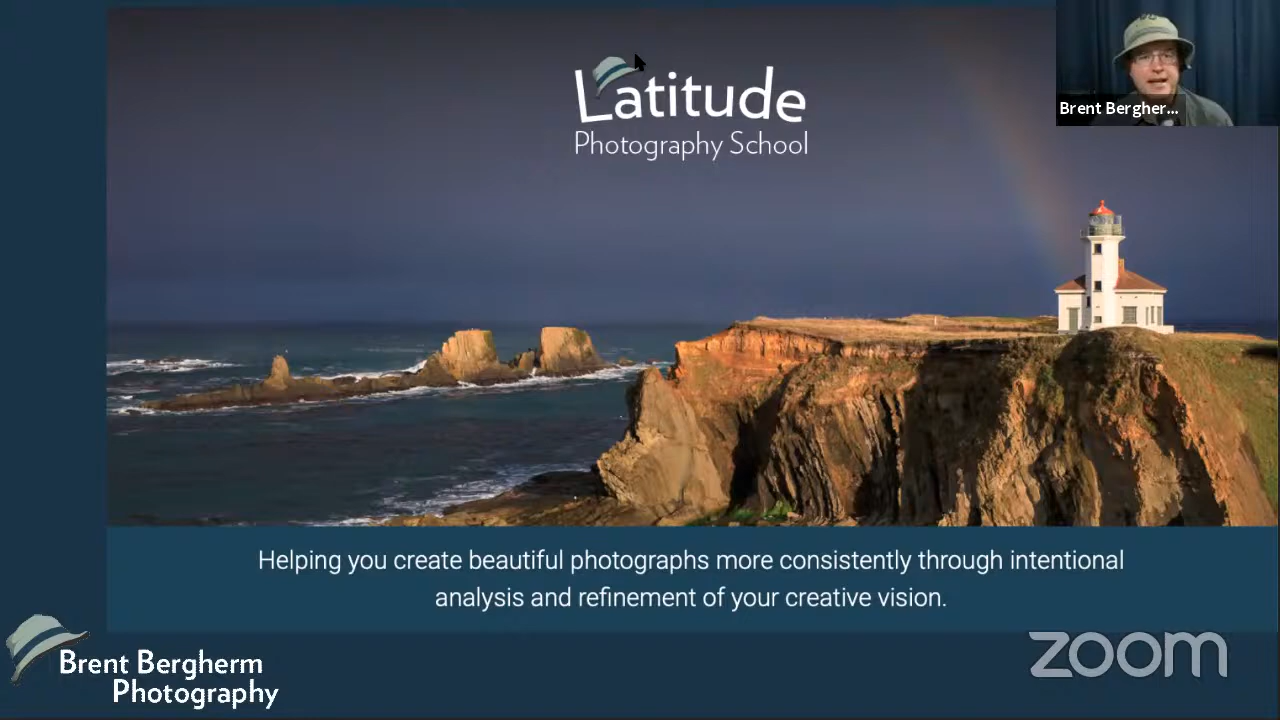 Latitude
Photography School
Brent Bergher...
Helping you create beautiful photographs more consistently through intentional
analysis and refinement of your creative vision.
Brent Bergherm
Photography
zoom